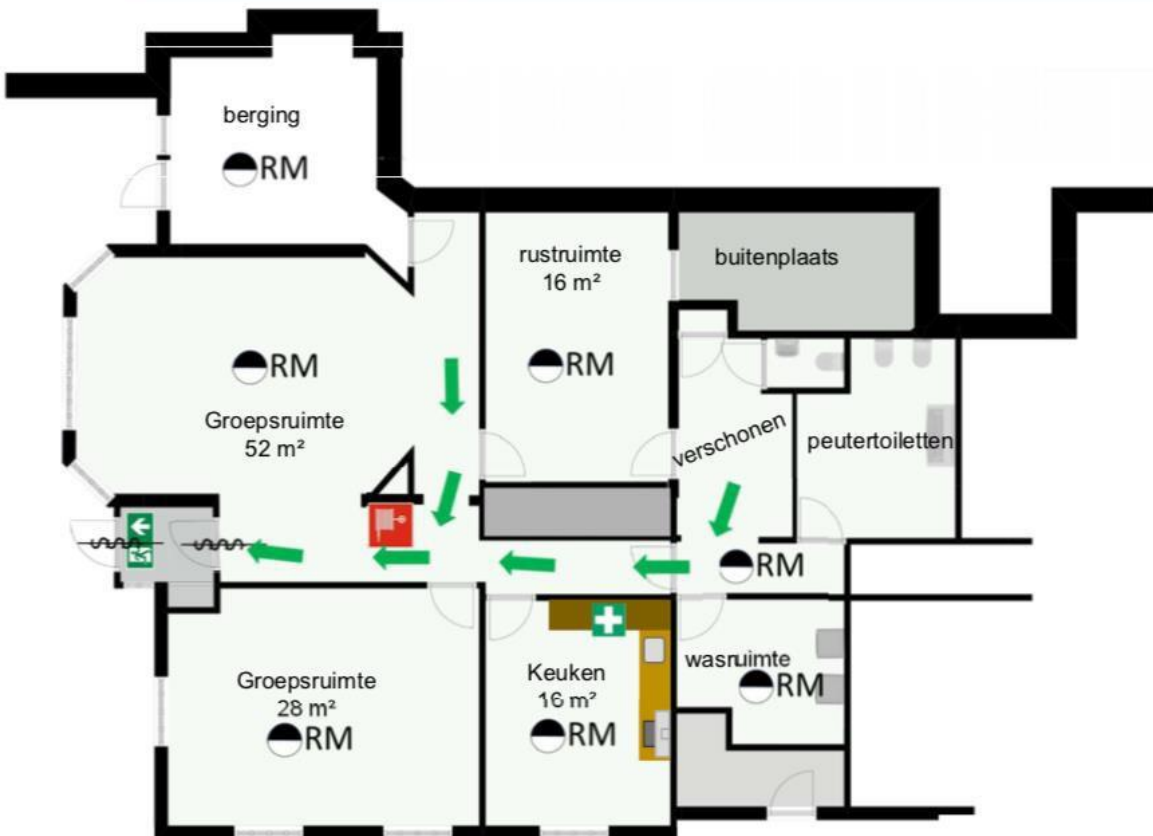 berging
RM
rustruimte
16 m²
buitenplaats
RM
RM
Groepsruimte
52 m²
verschonen
peutertoiletten
RM
Groepsruimte
28 m²
RM
Keuken
16 m²
RM
wasruimte
RM